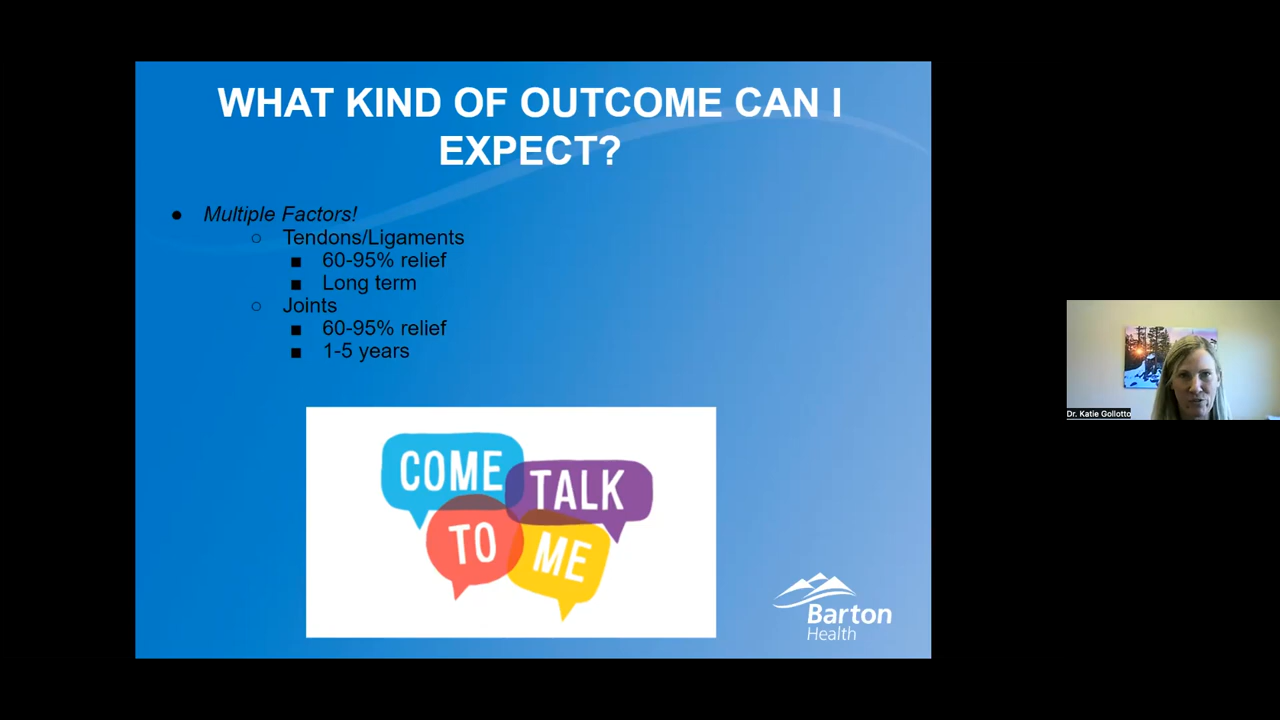 WHAT KIND OF OUTCOME CAN I
EXPECT?
● Multiple Factors!
○ Tendons/Ligaments
■ 60-95% relief
■ Long term
○ Joints
■ 60-95% relief
■ 1-5 years
COME
TALK
TO
ME
Barton
Health
Dr. Katie Gollotto